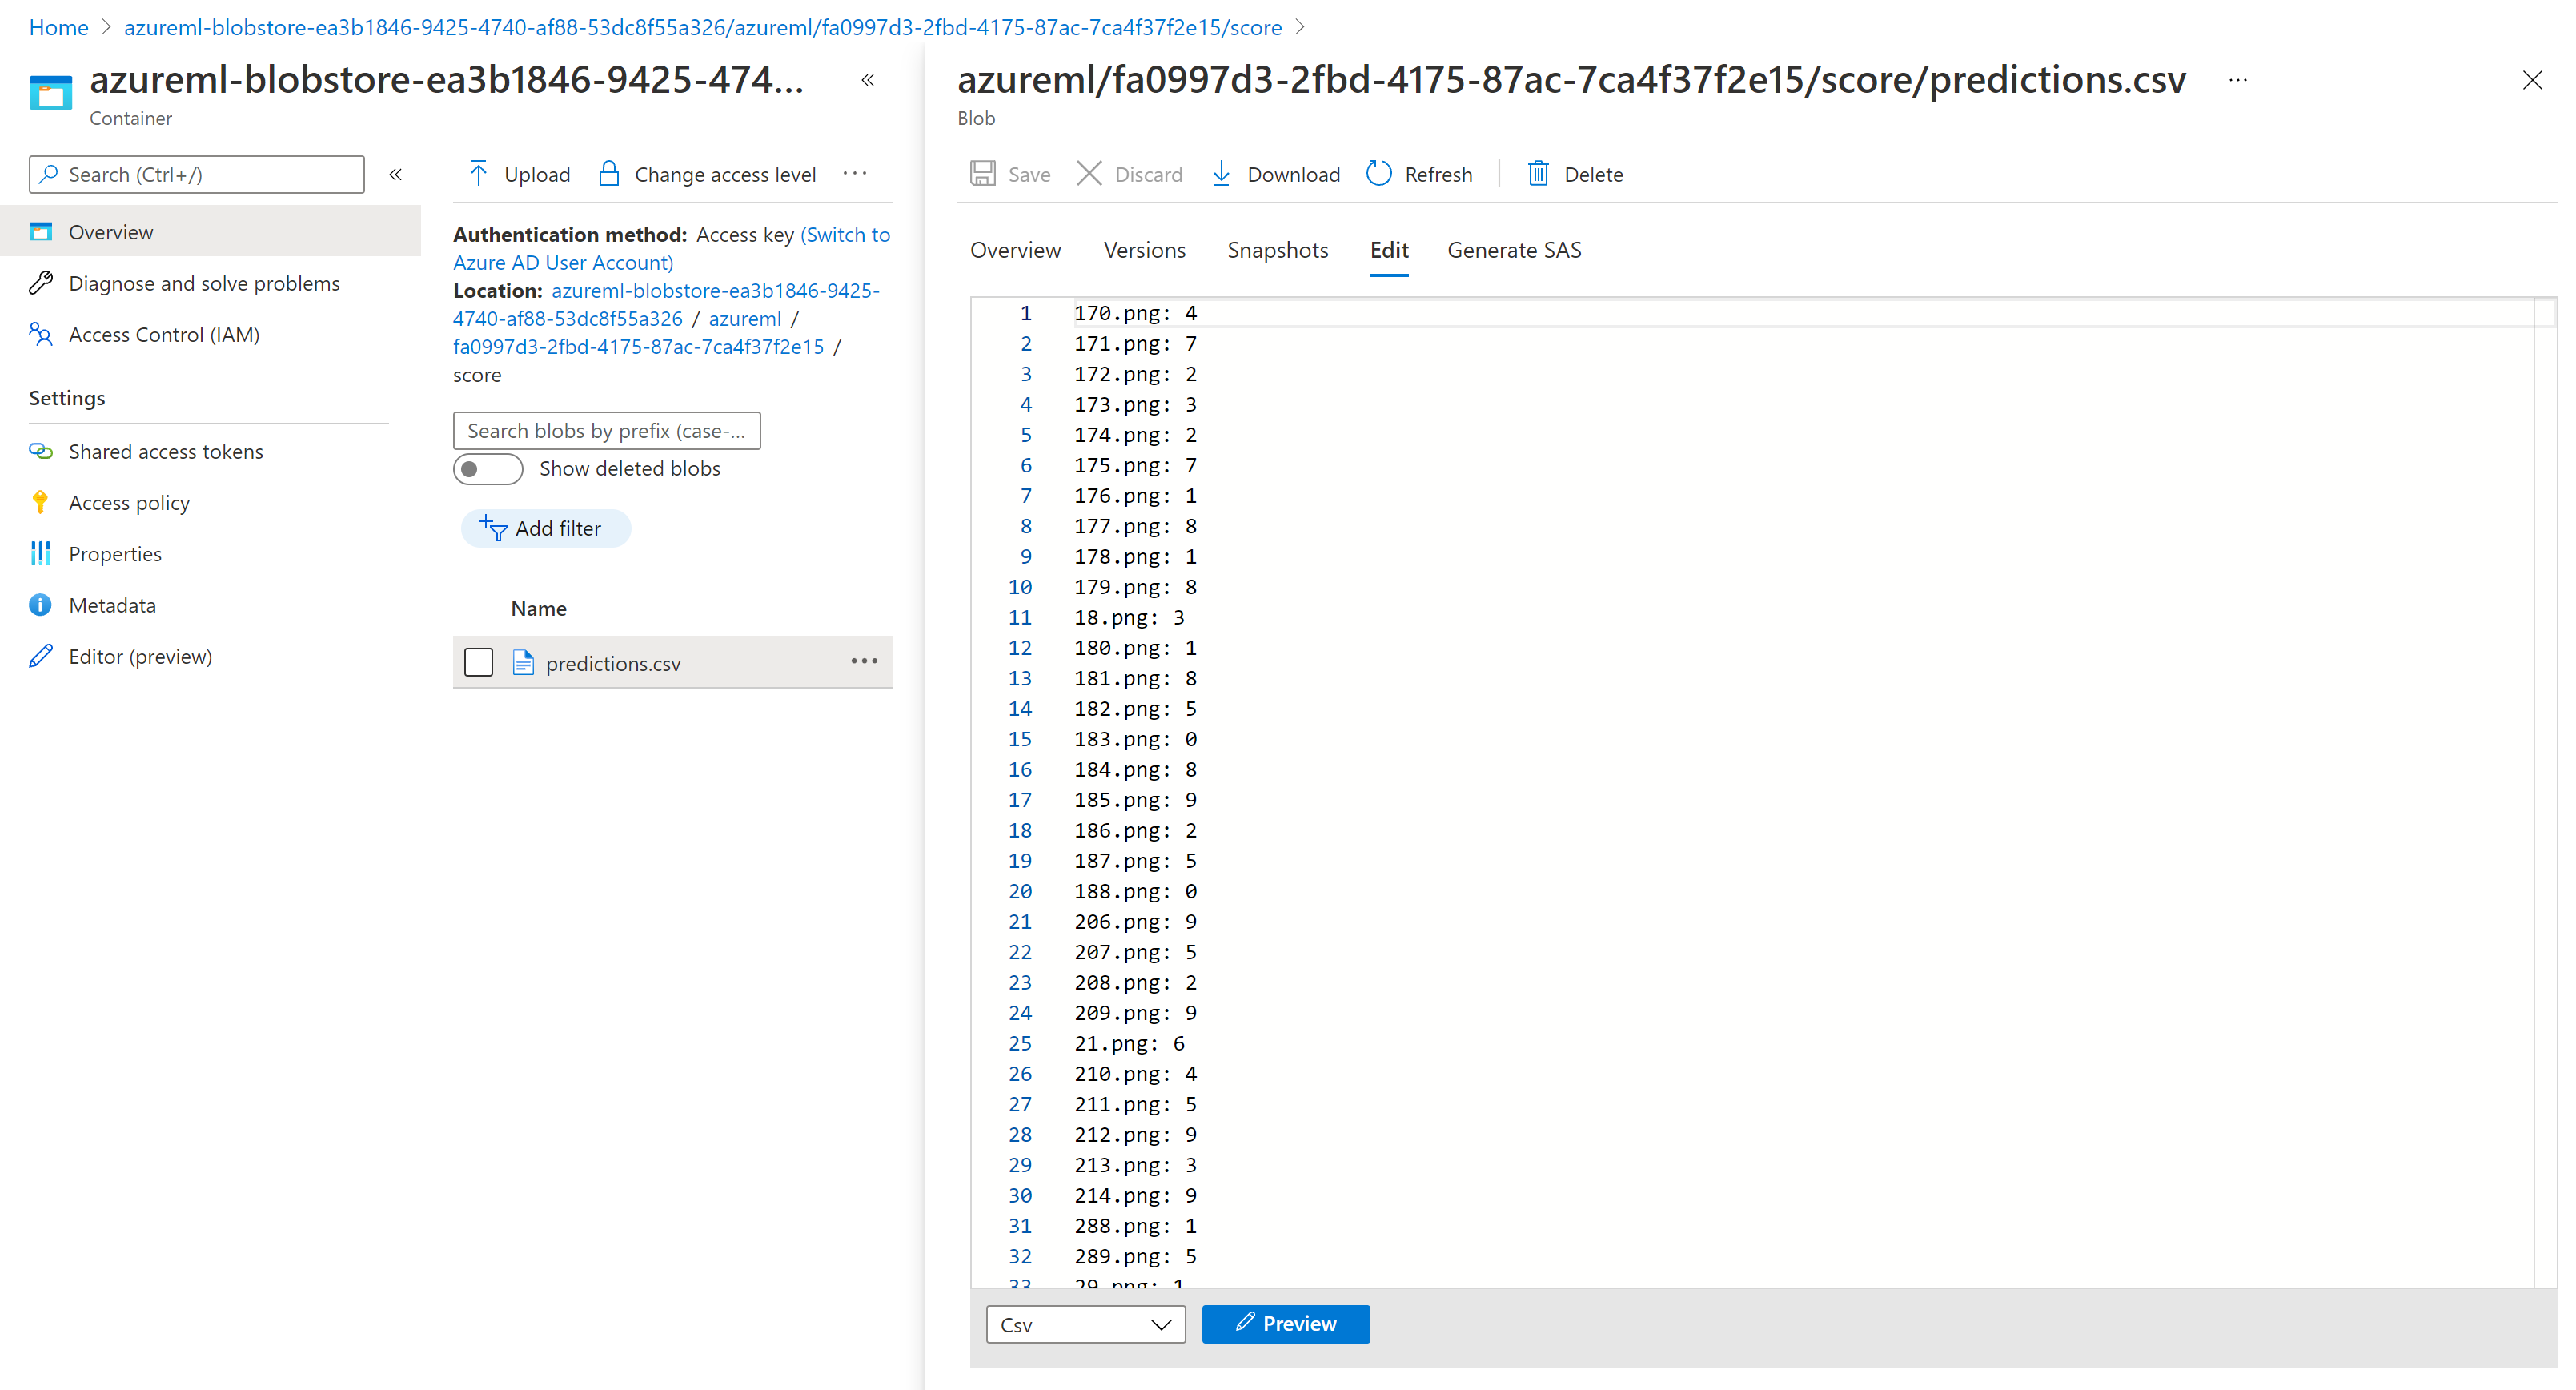 Home > azureml-blobstore-ea3b1846-9425-4740-af88-53dc8f55a326/azureml/fa0997d3-2fbd-4175-87ac-7ca4f37f2e15/score >
azureml-blobstore-ea3b1846-9425-474...
Container
Search (Ctrl+/)
Overview
Diagnose and solve problems
Access Control (IAM)
Settings
Shared access tokens
Access policy
Properties
Metadata
Editor (preview)
Upload
Change access level
Authentication method: Access key (Switch to
Azure AD User Account)
Location: azureml-blobstore-ea3b1846-9425-
4740-af88-53dc8f55a326 / azureml /
fa0997d3-2fbd-4175-87ac-7ca4f37f2e15 /
score
Search blobs by prefix (case-...
Show deleted blobs
Add filter
Name
predictions.csv
azureml/fa0997d3-2fbd-4175-87ac-7ca4f37f2e15/score/predictions.csv
Blob
Save
Discard
Download
Refresh
Delete
Overview
Versions
Snapshots
Edit
Generate SAS
1 170.png: 4
2 171.png: 7
3 172.png: 2
4 173.png: 3
5 174.png: 2
6 175.png: 7
7 176.png: 1
8 177.png: 8
9 178.png: 1
10 179.png: 8
11 18.png: 3
12 180.png: 1
13 181.png: 8
14 182.png: 5
15 183.png: 0
16 184.png: 8
17 185.png: 9
18 186.png: 2
19 187.png: 5
20 188.png: 0
21 206.png: 9
22 207.png: 5
23 208.png: 2
24 209.png: 9
25 21.png: 6
26 210.png: 4
27 211.png: 5
28 212.png: 9
29 213.png: 3
30 214.png: 9
31 288.png: 1
32 289.png: 5
33 29.png: 1
Csv
Preview